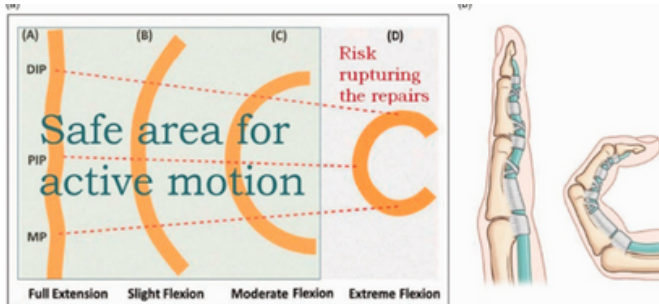 (A)
(B)
(C)
(D)
DIP
PIP
MP
Safe area for
active motion
Risk
rupturing
the repairs
Full Extension
Slight Flexion
Moderate Flexion
Extreme Flexion